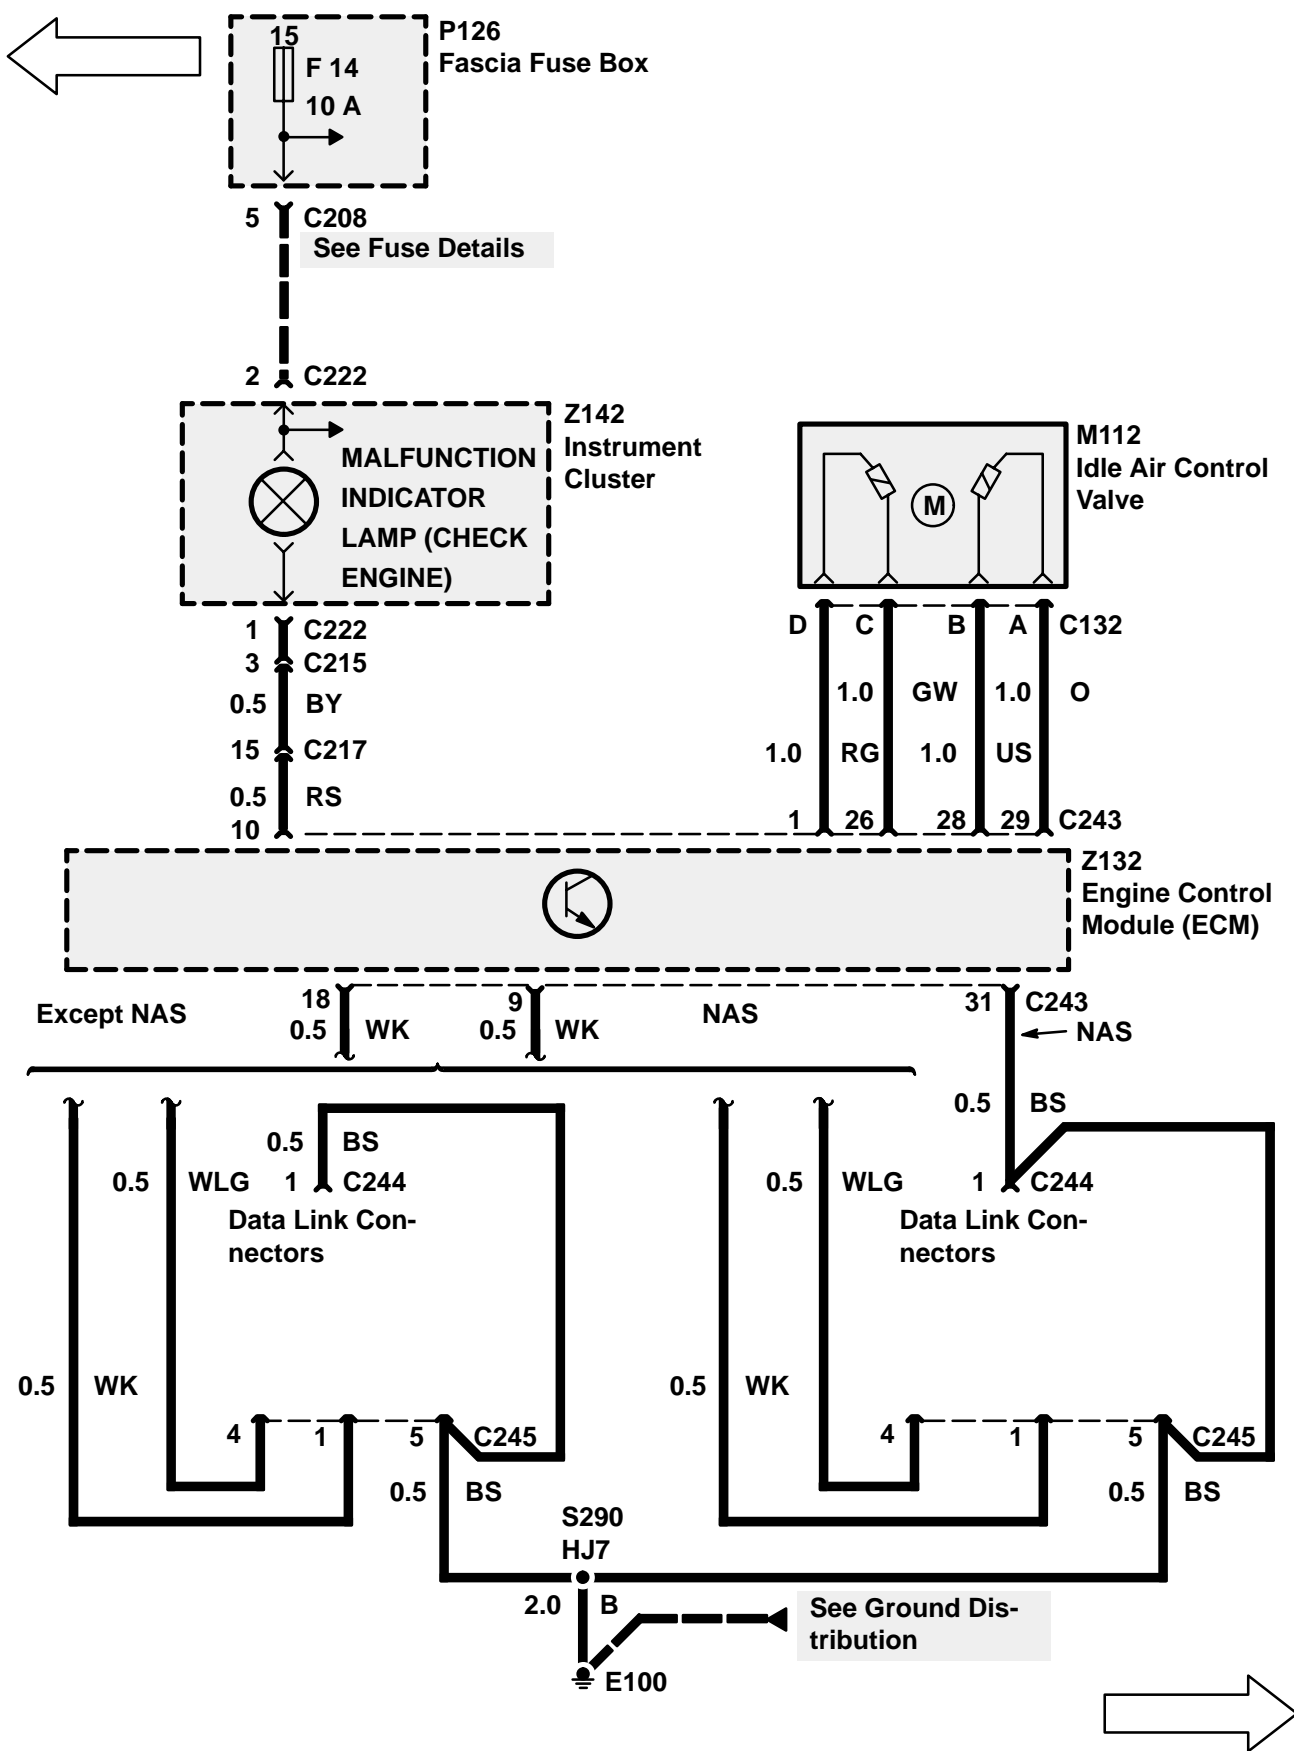 P126
Fascia Fuse Box
15
F 14
10 A
5 C208
See Fuse Details
2 C222
Z142
Instrument
Cluster
MALFUNCTION
INDICATOR
LAMP (CHECK
ENGINE)
M112
Idle Air Control
Valve
M
1 C222
3 C215
0.5 BY
15 C217
0.5 RS
10
D C B A C132
1.0 GW 1.0 O
1.0 RG 1.0 US
1 26 28 29 C243
Z132
Engine Control
Module (ECM)
Except NAS
18
0.5 WK
9
0.5 WK
NAS
31 C243
NAS
0.5 BS
0.5 BS
0.5 WLG
1 C244
Data Link Con-
nectors
0.5 WLG
1 C244
Data Link Con-
nectors
0.5 WK
0.5 WK
4 1 5 C245
0.5 BS
4 1 5 C245
0.5 BS
S290
HJ7
2.0 B
See Ground Dis-
tribution
E100